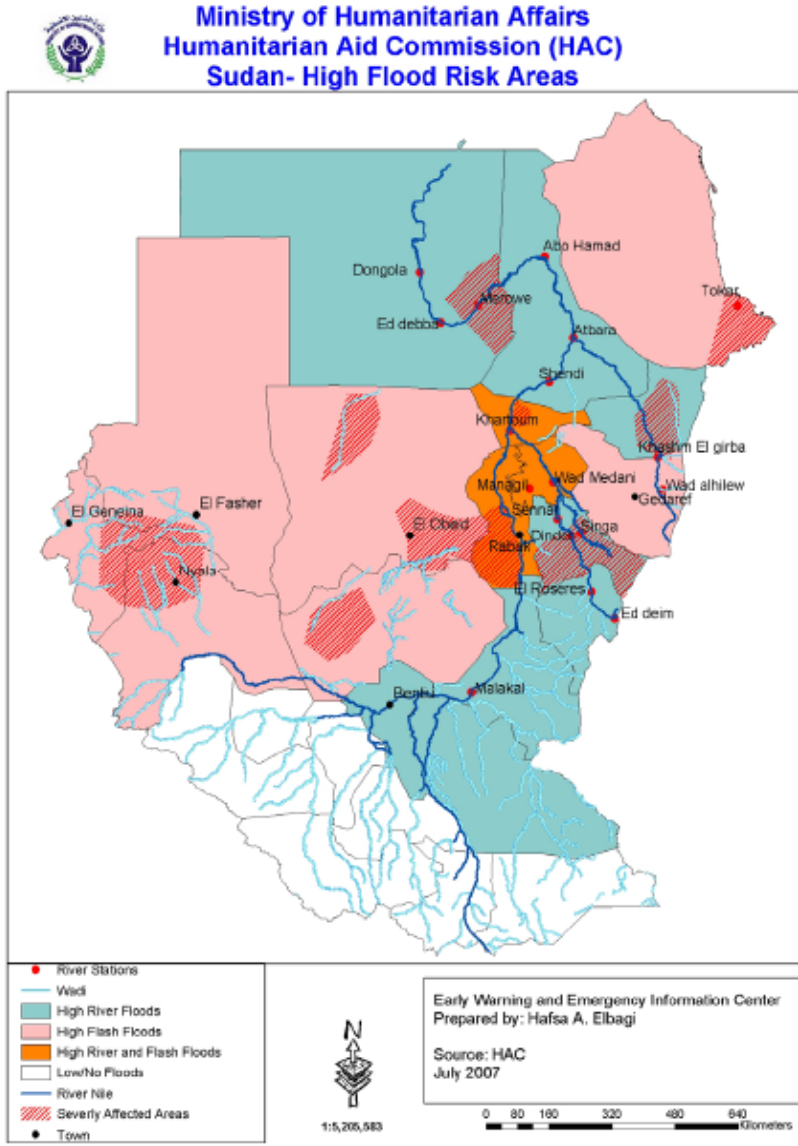 Ministry of Humanitarian Affairs
Humanitarian Aid Commission (HAC)
Sudan- High Flood Risk Areas
Abo Hamad
Dongola
Merowe
Tokar
Ed debba
Atbara
Shendi
Khartoum
Khashm El girba
Wad Medani
Wad alhilew
Managil
Gedaref
El Fasher
El Geneina
Sennar
El Obeid
Singa
Rabak
Dinder
Nyala
El Roseres
Ed deim
Malakal
Bentu
River Stations
Wadi
High River Floods
High Flash Floods
High River and Flash Floods
Low/No Floods
River Nile
Severly Affected Areas
Town
N
1:5,205,583
Early Warning and Emergency Information Center
Prepared by: Hafsa A. Elbagi
Source: HAC
July 2007
0 80 160 320 480 640
Kilometers